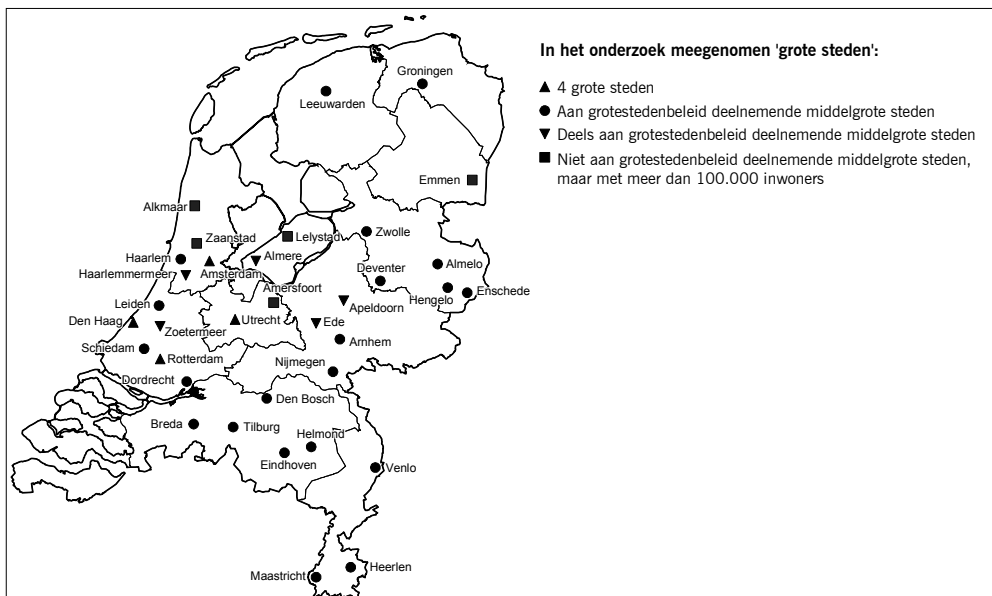 In het onderzoek meegenomen 'grote steden':
4 grote steden
Aan grotestedenbeleid deelnemende middelgrote steden
Deels aan grotestedenbeleid deelnemende middelgrote steden
Niet aan grotestedenbeleid deelnemende middelgrote steden,
maar met meer dan 100.000 inwoners
Groningen
Leeuwarden
Emmen
Alkmaar
Zwolle
Zaanstad
Lelystad
Haarlem
Almere
Almelo
Haarlemmermeer
Amsterdam
Deventer
Amersfoort
Hengelo
Enschede
Leiden
Apeldoorn
Den Haag
Zoetermeer
Utrecht
Ede
Schiedam
Rotterdam
Arnhem
Nijmegen
Dordrecht
Den Bosch
Breda
Tilburg
Helmond
Eindhoven
Venlo
Heerlen
Maastricht